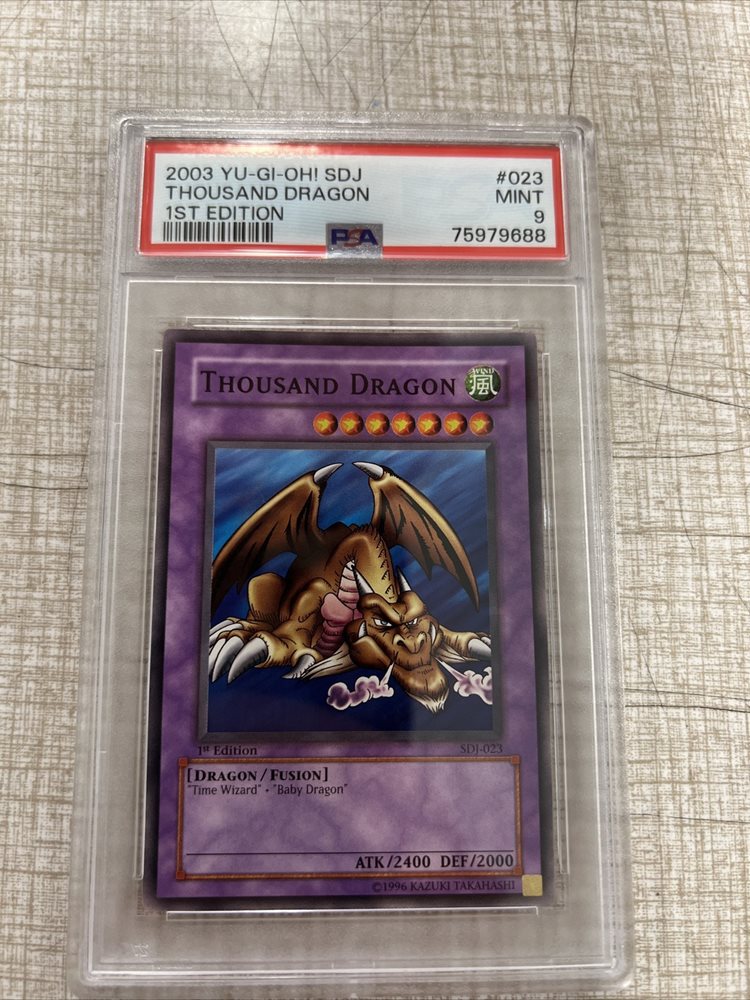 2003 YU-GI-OH! SDJ #023
THOUSAND DRAGON MINT
1ST EDITION 9
PSA 75979688
THOUSAND DRAGON
WIND
風
1st Edition SDJ-023
[DRAGON/FUSION]
"Time Wizard" + "Baby Dragon"
ATK/2400 DEF/2000
©1996 KAZUKI TAKAHASHI